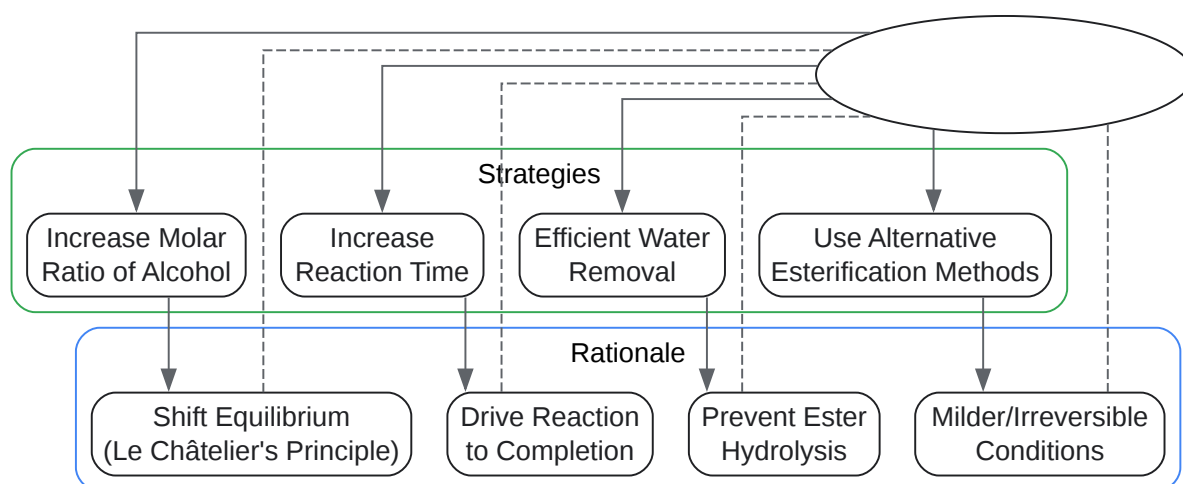 Strategies
Increase Molar
Ratio of Alcohol
Increase
Reaction Time
Efficient Water
Removal
Use Alternative
Esterification Methods
Rationale
Shift Equilibrium
(Le Châtelier's Principle)
Drive Reaction
to Completion
Prevent Ester
Hydrolysis
Milder/Irreversible
Conditions